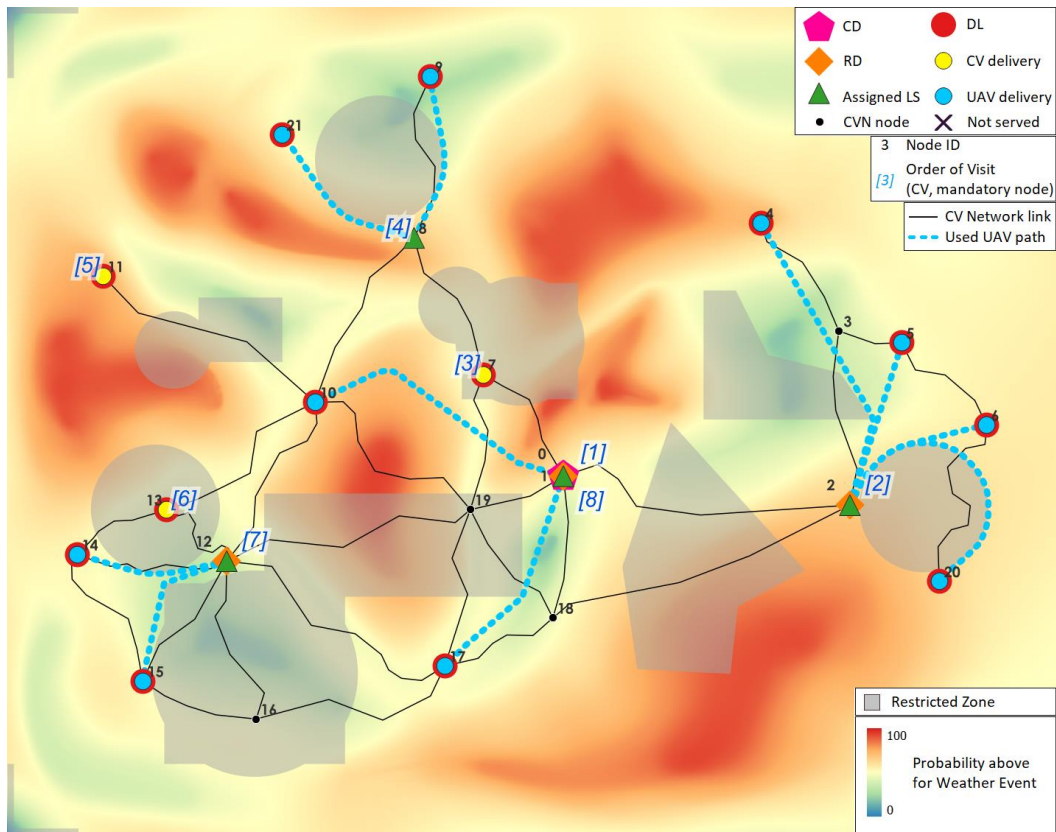 CD
DL
RD
CV delivery
Assigned LS
UAV delivery
CVN node
Not served
3 Node ID
[3] Order of Visit
(CV, mandatory node)
CV Network link
Used UAV path
9
21
4
[4] 8
[5] 11
3
5
[3] 7
10
6
0
[1]
1
[8]
2
[2]
13 [6]
19
12
[7]
14
20
18
15
17
16
Restricted Zone
100
Probability above
for Weather Event
0